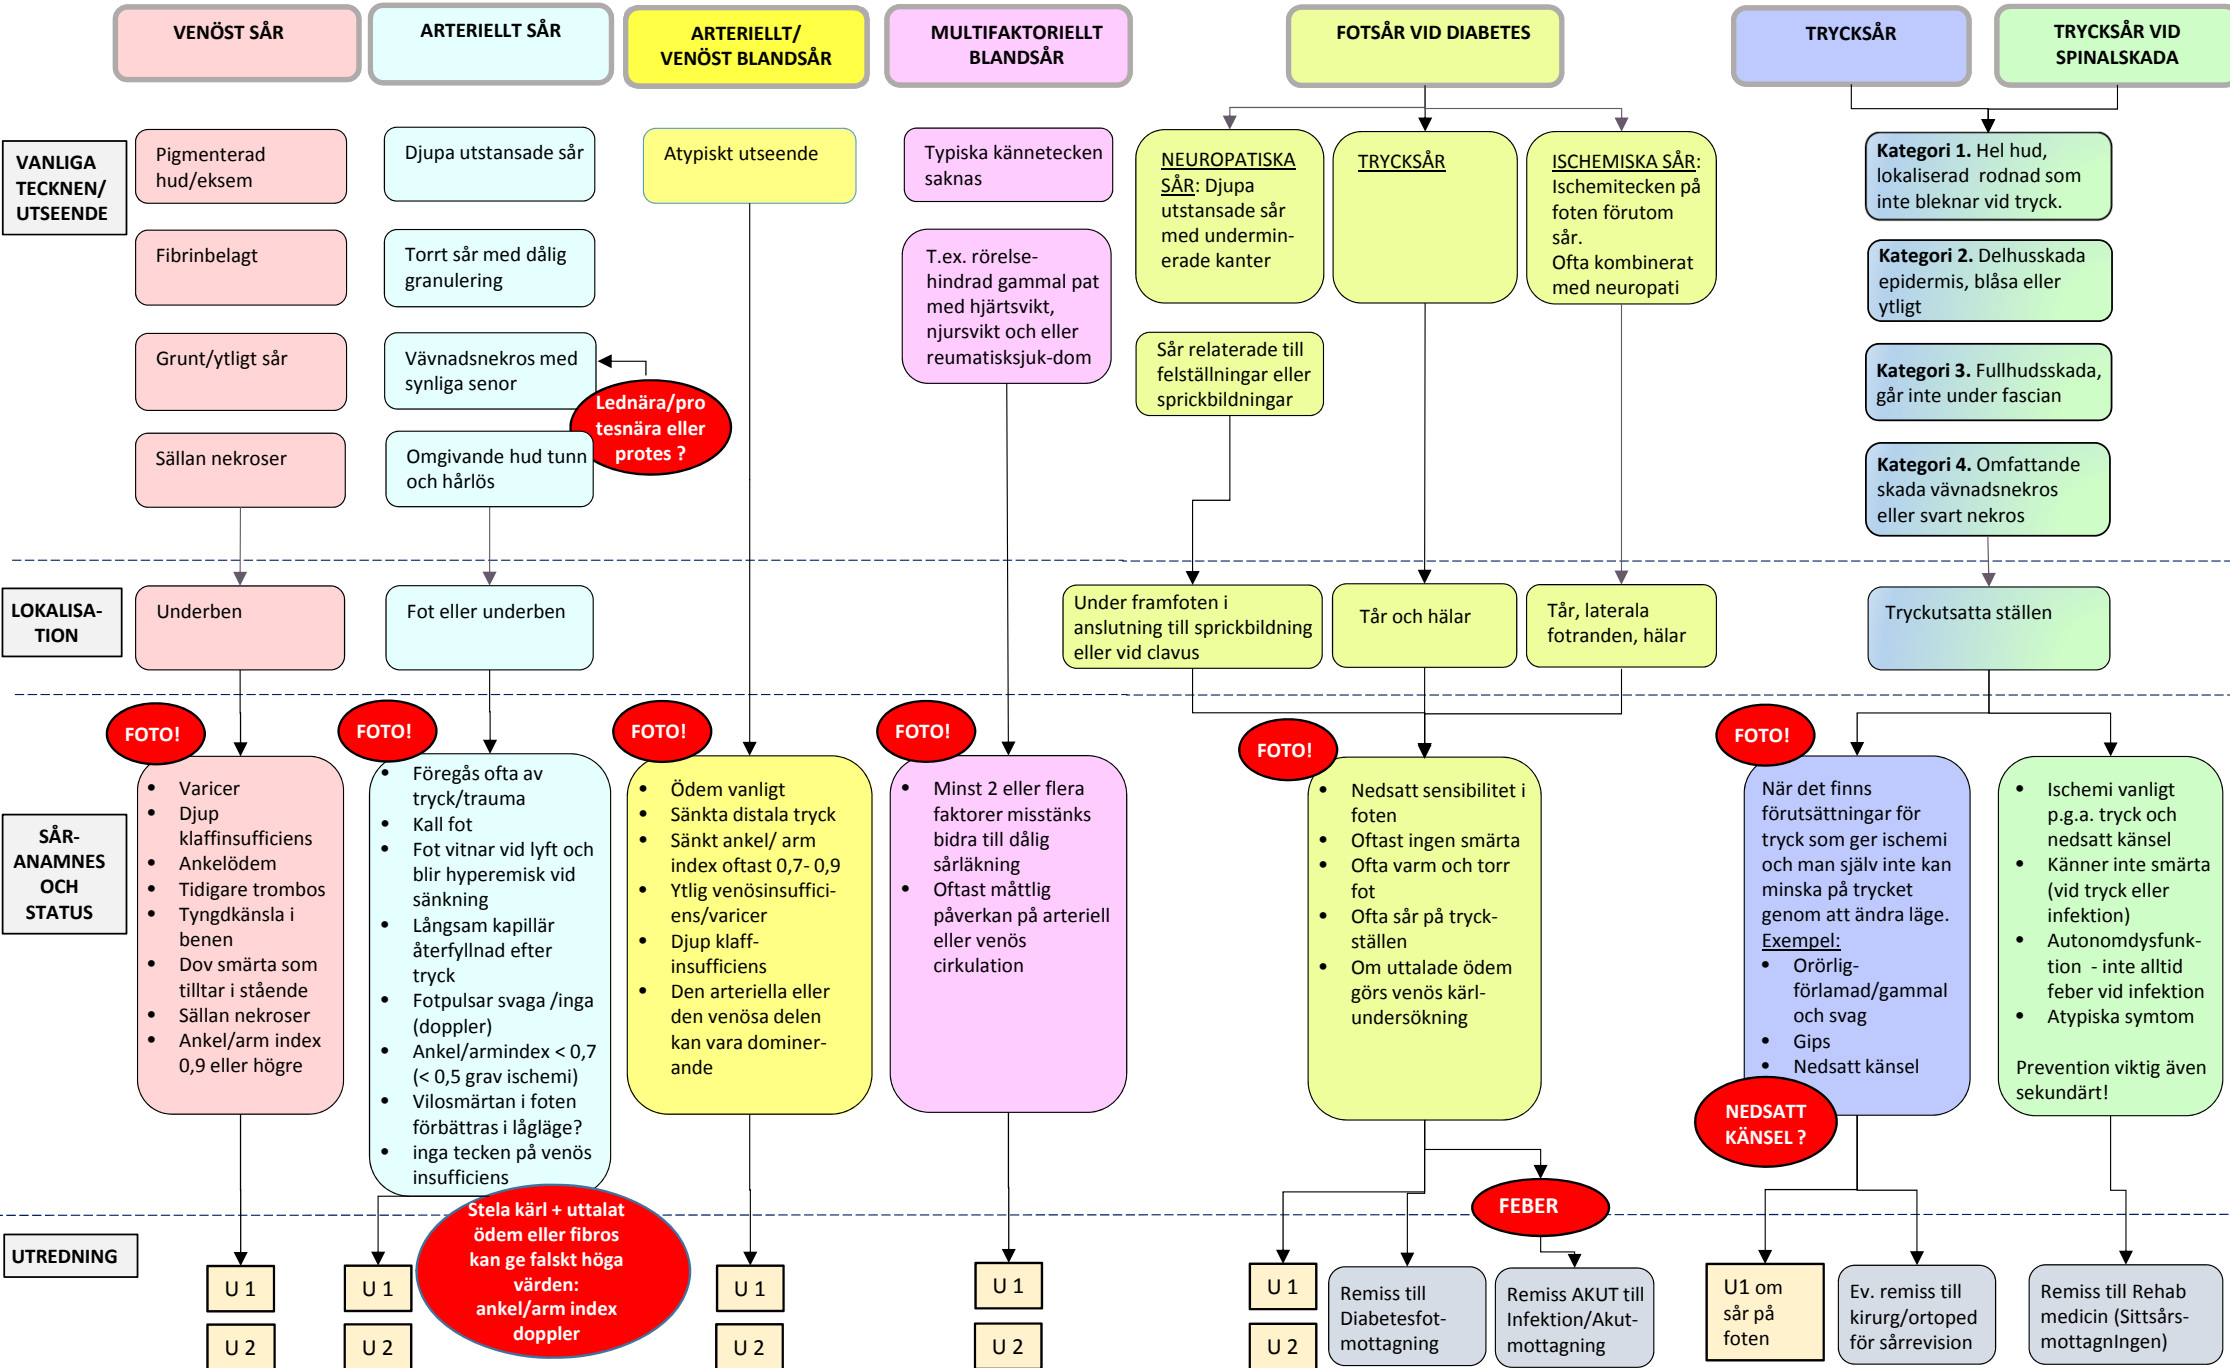 VENÖST SÅR
ARTERIELLT SÅR
ARTERIELLT/
VENÖST BLANDSÅR
MULTIFAKTORIELLT
BLANDSÅR
FOTSÅR VID DIABETES
TRYCKSÅR
TRYCKSÅR VID
SPINALSKADA
VANLIGA
TECKNEN/
UTSEENDE
Pigmenterad
hud/eksem
Fibrinbelagt
Grunt/ytligt sår
Sällan nekroser
Djupa utstansade sår
Torrt sår med dålig
granulering
Vävnadsnekros med
synliga senor
Lednära/pro
tesnära eller
protes ?
Omgivande hud tunn
och hårlös
Atypiskt utseende
Typiska kännetecken
saknas
T.ex. rörelse-
hindrad gammal pat
med hjärtsvikt,
njursvikt och eller
reumatisksjuk-dom
NEUROPATISKA
SÅR: Djupa
utstansade sår
med undermin-
erade kanter
Sår relaterade till
felställningar eller
sprickbildningar
TRYCKSÅR
ISCHEMISKA SÅR:
Ischemitecken på
foten förutom
sår.
Ofta kombinerat
med neuropati
Kategori 1. Hel hud,
lokaliserad rodnad som
inte bleknar vid tryck.
Kategori 2. Delhusskada
epidermis, blåsa eller
ytligt
Kategori 3. Fullhudsskada,
går inte under fascian
Kategori 4. Omfattande
skada vävnadsnekros
eller svart nekros
LOKALISA-
TION
Underben
Fot eller underben
Under framfoten i
anslutning till sprickbildning
eller vid clavus
Tår och hälar
Tår, laterala
fotranden, hälar
Tryckutsatta ställen
SÅR-
ANAMNES
OCH
STATUS
FOTO!
• Varicer
• Djup
klaffinsufficiens
• Ankelödem
• Tidigare trombos
• Tyngdkänsla i
benen
• Dov smärta som
tilltar i stående
• Sällan nekroser
• Ankel/arm index
0,9 eller högre
FOTO!
• Föregås ofta av
tryck/trauma
• Kall fot
• Fot vitnar vid lyft och
blir hyperemisk vid
sänkning
• Långsam kapillär
återfyllnad efter
tryck
• Fotpulsar svaga /inga
(doppler)
• Ankel/armindex < 0,7
(< 0,5 grav ischemi)
• Vilosmärtan i foten
förbättras i lågläge?
• inga tecken på venös
insufficiens
FOTO!
• Ödem vanligt
• Sänkta distala tryck
• Sänkt ankel/ arm
index oftast 0,7- 0,9
• Ytlig venösinsuffici-
ens/varicer
• Djup klaff-
insufficiens
• Den arteriella eller
den venösa delen
kan vara dominer-
ande
FOTO!
• Minst 2 eller flera
faktorer misstänks
bidra till dålig
sårläkning
• Oftast måttlig
påverkan på arteriell
eller venös
cirkulation
FOTO!
• Nedsatt sensibilitet i
foten
• Oftast ingen smärta
• Ofta varm och torr
fot
• Ofta sår på tryck-
ställen
• Om uttalade ödem
görs venös kärl-
undersökning
FOTO!
När det finns
förutsättningar för
tryck som ger ischemi
och man själv inte kan
minska på trycket
genom att ändra läge.
Exempel:
• Orörlig-
förlamad/gammal
och svag
• Gips
• Nedsatt känsel
NEDSATT
KÄNSEL ?
• Ischemi vanligt
p.g.a. tryck och
nedsatt känsel
• Känner inte smärta
(vid tryck eller
infektion)
• Autonomdysfunk-
tion - inte alltid
feber vid infektion
• Atypiska symtom
Prevention viktig även
sekundärt!
UTREDNING
U 1
U 2
U 1
U 2
Stela kärl + uttalat
ödem eller fibros
kan ge falskt höga
värden:
ankel/arm index
doppler
U 1
U 2
U 1
U 2
U 1
U 2
Remiss till
Diabetesfot-
mottagning
FEBER
Remiss AKUT till
Infektion/Akut-
mottagning
U1 om
sår på
foten
Ev. remiss till
kirurg/ortoped
för sårrevision
Remiss till Rehab
medicin (Sittsårs-
mottagnIngen)